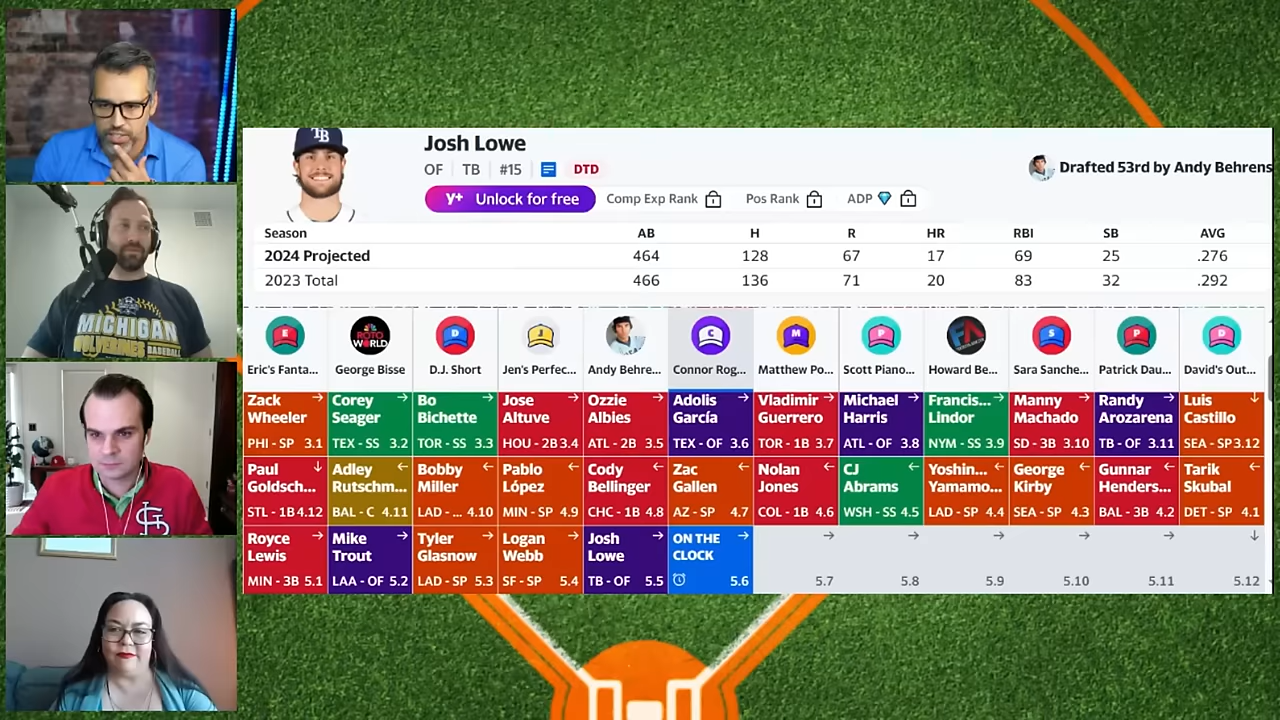 TB
Josh Lowe
OF TB #15 DTD
Drafted 53rd by Andy Behrens
y+ Unlock for free Comp Exp Rank Pos Rank ADP
Season AB H R HR RBI SB AVG
2024 Projected 464 128 67 17 69 25 .276
2023 Total 466 136 71 20 83 32 .292
E ROTO WORLD D J C M P FA S P D
Eric's Fanta... George Bisse D.J. Short Jen's Perfec... Andy Behre... Connor Rog... Matthew Po... Scott Piano... Howard Be... Sara Sanche... Patrick Dau... David's Out...
Zack Corey Bo Jose Ozzie Adolis Vladimir Michael Francis... Manny Randy Luis
Wheeler Seager Bichette Altuve Albies García Guerrero Harris Lindor Machado Arozarena Castillo
PHI - SP 3.1 TEX - SS 3.2 TOR - SS 3.3 HOU - 2B 3.4 ATL - 2B 3.5 TEX - OF 3.6 TOR - 1B 3.7 ATL - OF 3.8 NYM - SS 3.9 SD - 3B 3.10 TB - OF 3.11 SEA - SP 3.12
Paul Adley Bobby Pablo Cody Zac Nolan CJ Yoshin... George Gunnar Tarik
Goldsch... Rutschm... Miller López Bellinger Gallen Jones Abrams Yamamo... Kirby Henders... Skubal
STL - 1B 4.12 BAL - C 4.11 LAD - ... 4.10 MIN - SP 4.9 CHC - 1B 4.8 AZ - SP 4.7 COL - 1B 4.6 WSH - SS 4.5 LAD - SP 4.4 SEA - SP 4.3 BAL - 3B 4.2 DET - SP 4.1
Royce Mike Tyler Logan Josh ON THE
Lewis Trout Glasnow Webb Lowe CLOCK
MIN - 3B 5.1 LAA - OF 5.2 LAD - SP 5.3 SF - SP 5.4 TB - OF 5.5 5.6 5.7 5.8 5.9 5.10 5.11 5.12
MICHIGAN
WOLVERINES BASEBALL